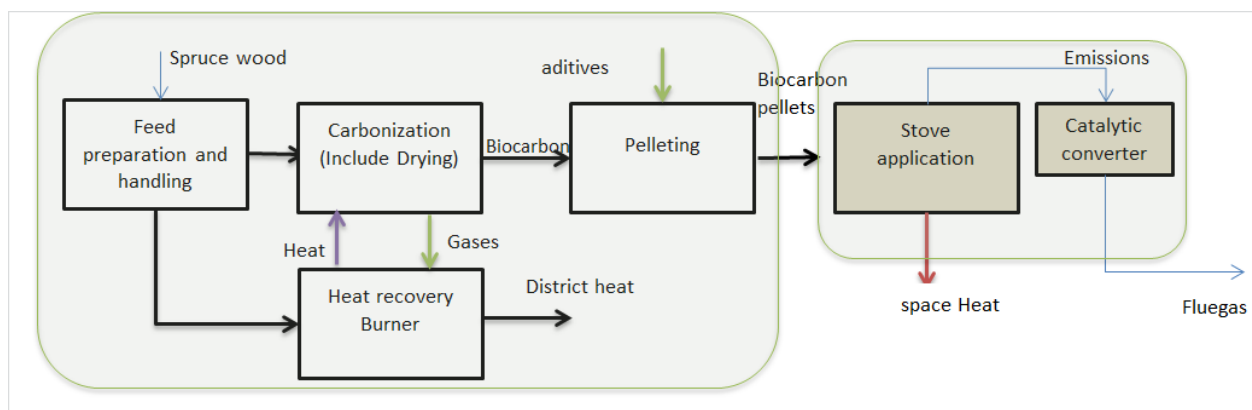 Spruce wood
aditives
Emissions
Biocarbon
pellets
Feed
preparation and
handling
Carbonization
(Include Drying)
Biocarbon
Pelleting
Stove
application
Catalytic
converter
Heat
Gases
Heat recovery
Burner
District heat
space Heat
Fluegas